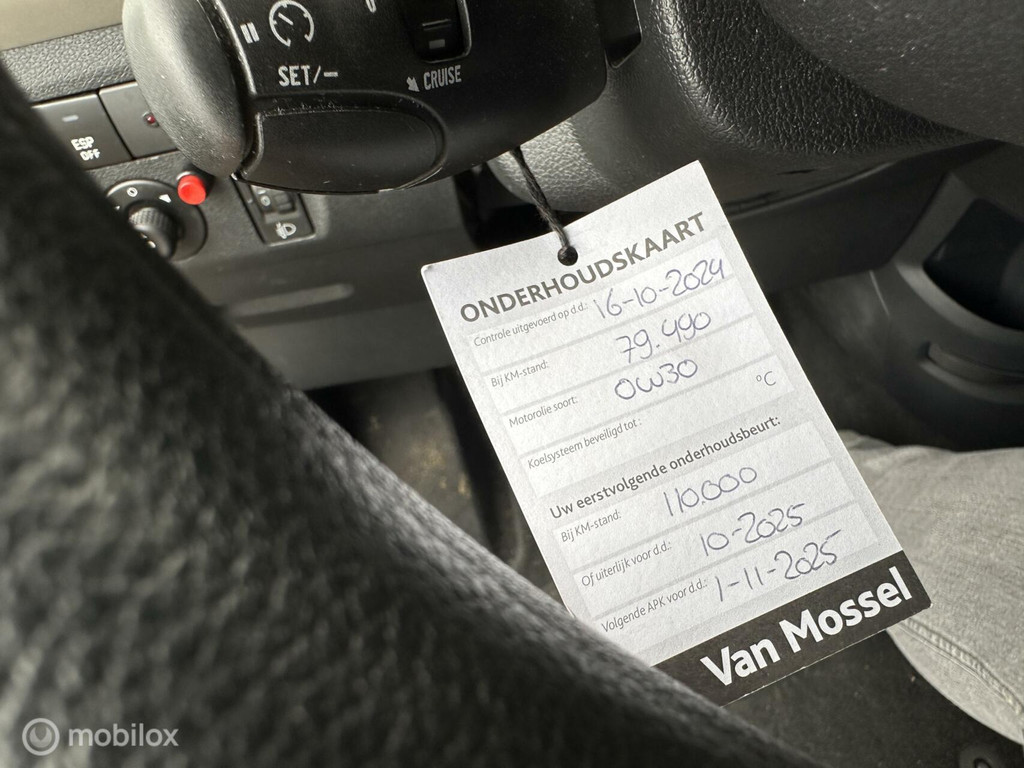 SET/-
CRUISE
ESP
OFF
ONDERHOUDSKAART
Controle uitgevoerd op d.d.: 16-10-2024
Bij KM-stand: 79.490
Motorolie soort: 0W30
Koelsysteem beveiligd tot: °C
Uw eerstvolgende onderhoudsbeurt:
Bij KM-stand: 110.000
Of uiterlijk voor d.d.: 10-2025
Volgende APK voor d.d.: 1-11-2025
Van Mossel
mobilox